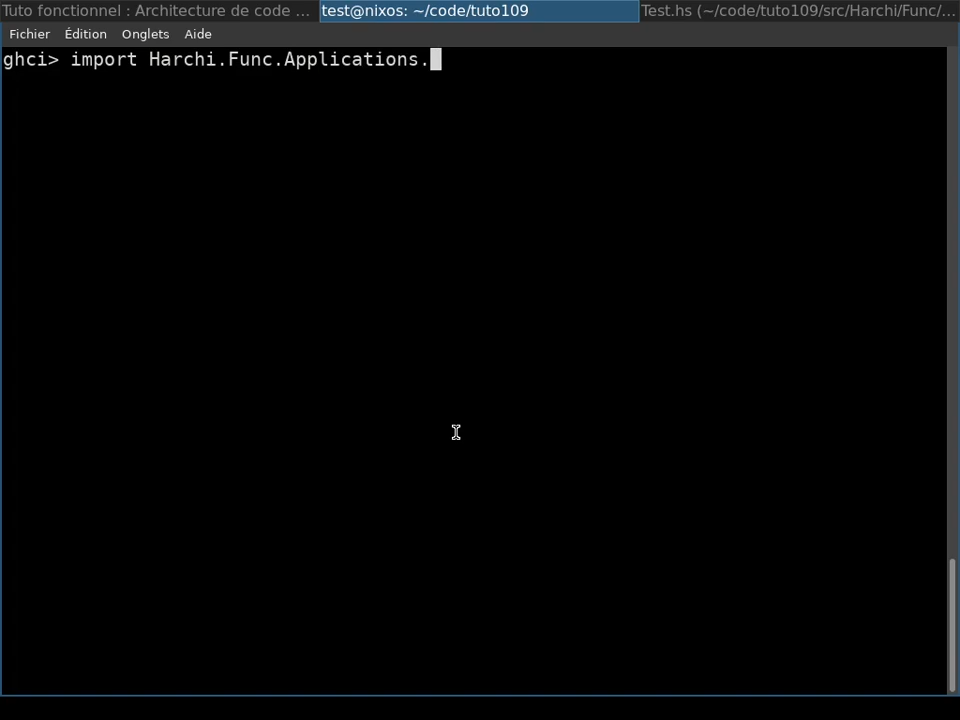 Tuto fonctionnel : Architecture de code ...
test@nixos: ~/code/tuto109
Test.hs (~/code/tuto109/src/Harchi/Func/...
Fichier Édition Onglets Aide
ghci> import Harchi.Func.Applications.